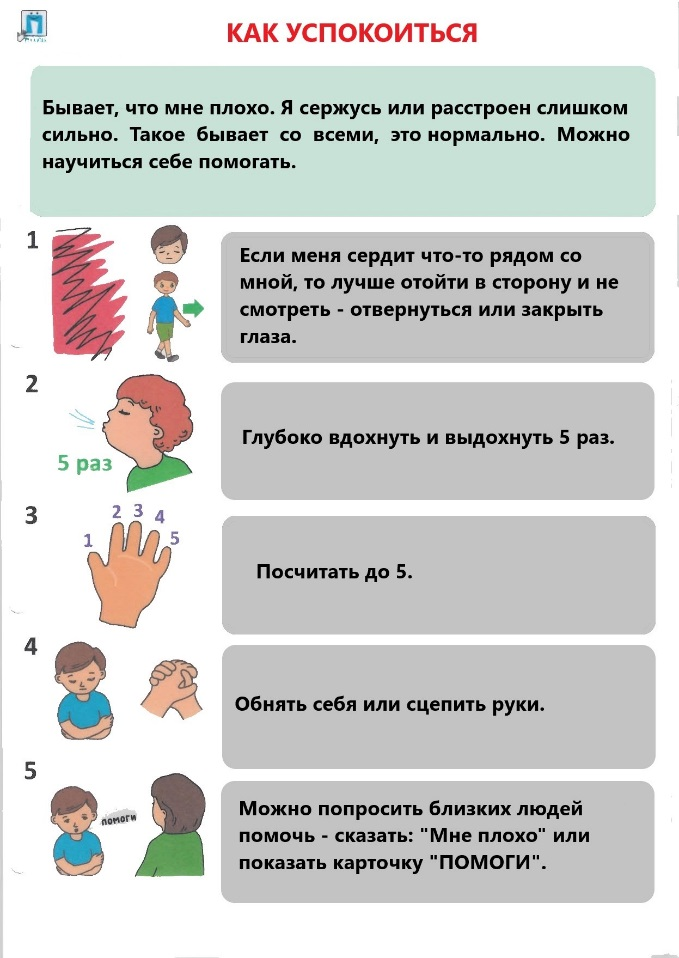 КАК УСПОКОИТЬСЯ
Бывает, что мне плохо. Я сержусь или расстроен слишком
сильно. Такое бывает со всеми, это нормально. Можно
научиться себе помогать.
1
Если меня сердит что-то рядом со
мной, то лучше отойти в сторону и не
смотреть - отвернуться или закрыть
глаза.
2
5 раз
Глубоко вдохнуть и выдохнуть 5 раз.
3
1 2 3 4 5
Посчитать до 5.
4
Обнять себя или сцепить руки.
5
помоги
Можно попросить близких людей
помочь - сказать: "Мне плохо" или
показать карточку "ПОМОГИ".